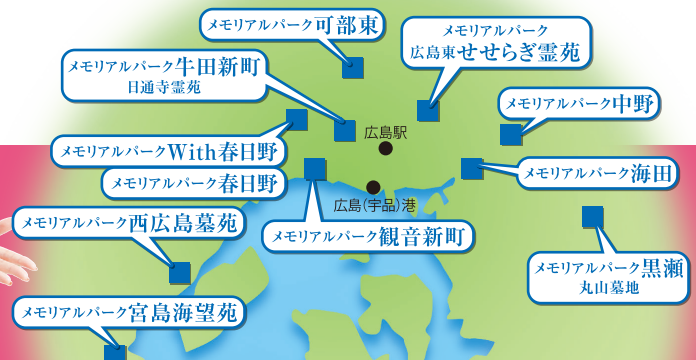 メモリアルパーク可部東
メモリアルパーク
広島東せせらぎ霊苑
メモリアルパーク牛田新町
日通寺霊苑
メモリアルパーク中野
広島駅
メモリアルパークWith春日野
メモリアルパーク春日野
メモリアルパーク海田
広島(宇品)港
メモリアルパーク西広島墓苑
メモリアルパーク観音新町
メモリアルパーク黒瀬
丸山墓地
メモリアルパーク宮島海望苑